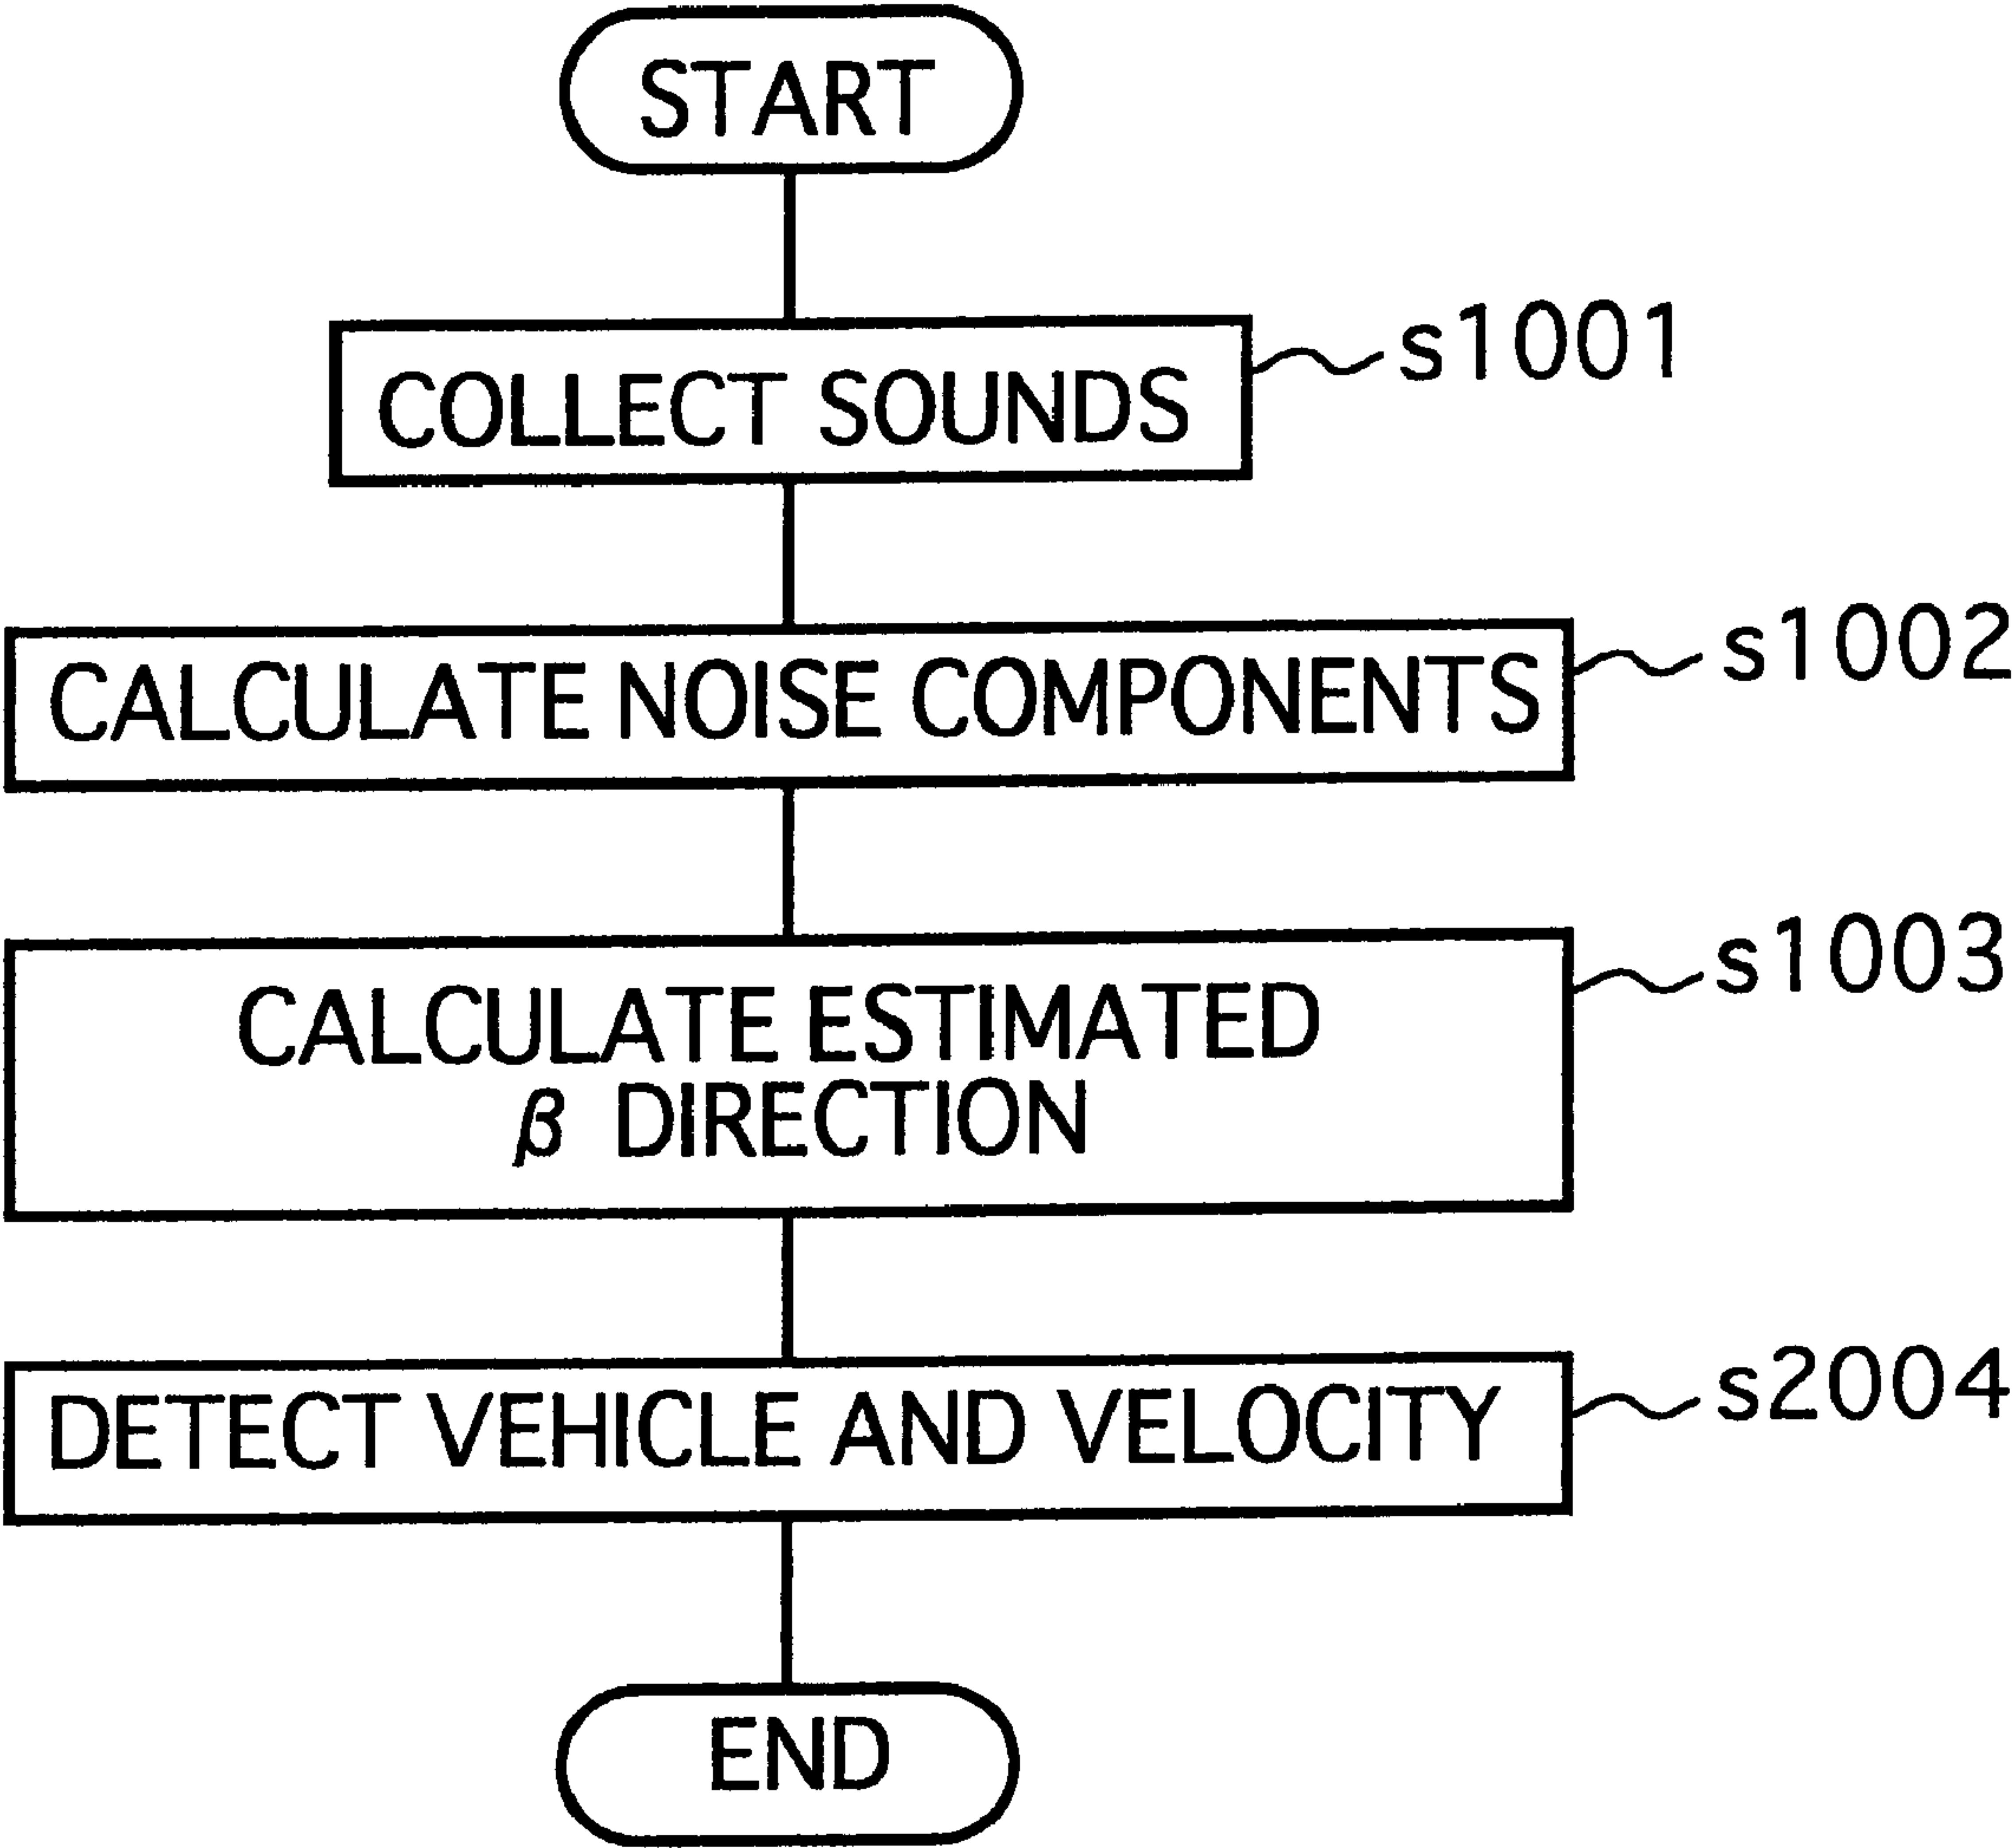 START
COLLECT SOUNDS
s1001
CALCULATE NOISE COMPONENTS
s1002
CALCULATE ESTIMATED
β DIRECTION
s1003
DETECT VEHICLE AND VELOCITY
s2004
END